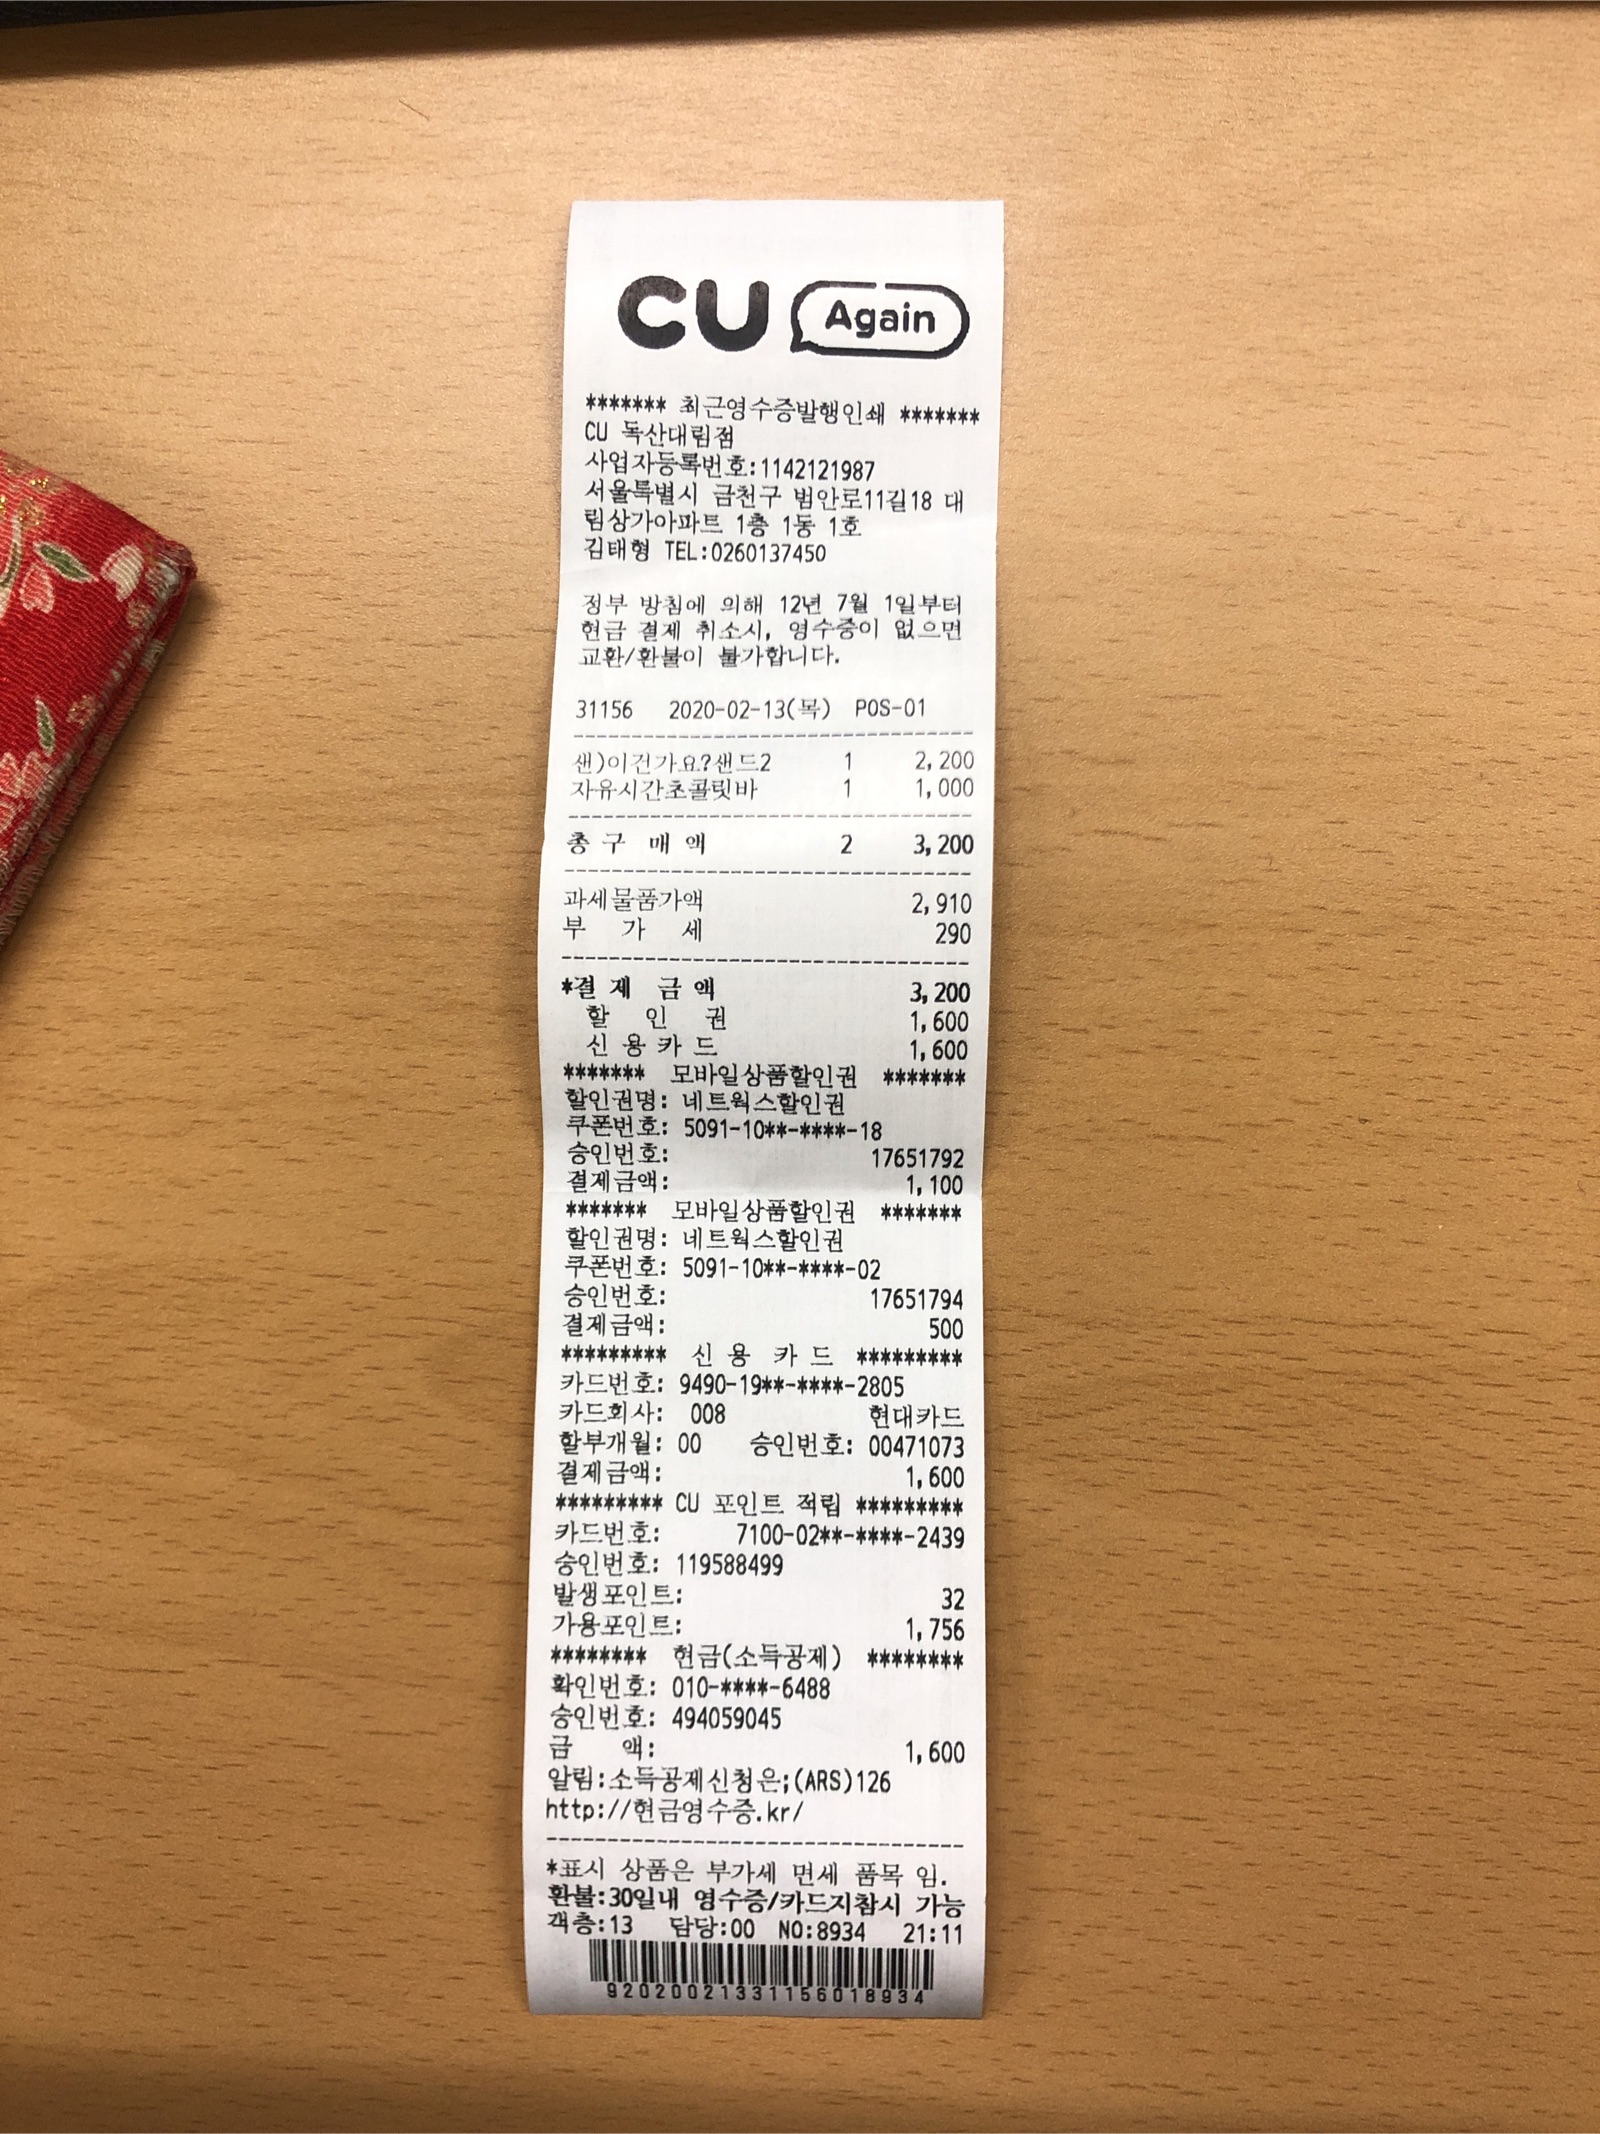 CU Again
******* 최근영수증발행인쇄 *******
CU 독산대림점
사업자등록번호:1142121987
서울특별시 금천구 범안로11길18 대
림상가아파트 1층 1동 1호
김태형 TEL:0260137450
정부 방침에 의해 12년 7월 1일부터
현금 결제 취소시, 영수증이 없으면
교환/환불이 불가합니다.
31156 2020-02-13(목) POS-01
샌)이건가요?샌드2 1 2,200
자유시간초콜릿바 1 1,000
총 구 매 액 2 3,200
과세물품가액 2,910
부 가 세 290
*결 제 금 액 3,200
할 인 권 1,600
신 용 카 드 1,600
******* 모바일상품할인권 *******
할인권명: 네트웍스할인권
쿠폰번호: 5091-10**-****-18
승인번호: 17651792
결제금액: 1,100
******* 모바일상품할인권 *******
할인권명: 네트웍스할인권
쿠폰번호: 5091-10**-****-02
승인번호: 17651794
결제금액: 500
********* 신 용 카 드 *********
카드번호: 9490-19**-****-2805
카드회사: 008 현대카드
할부개월: 00 승인번호: 00471073
결제금액: 1,600
********* CU 포인트 적립 *********
카드번호: 7100-02**-****-2439
승인번호: 119588499
발생포인트: 32
가용포인트: 1,756
******** 현금(소득공제) ********
확인번호: 010-****-6488
승인번호: 494059045
금 액: 1,600
알림:소득공제신청은;(ARS)126
http://현금영수증.kr/
*표시 상품은 부가세 면세 품목 임.
환불:30일내 영수증/카드지참시 가능
객층:13 담당:00 NO:8934 21:11
92020021331156018934